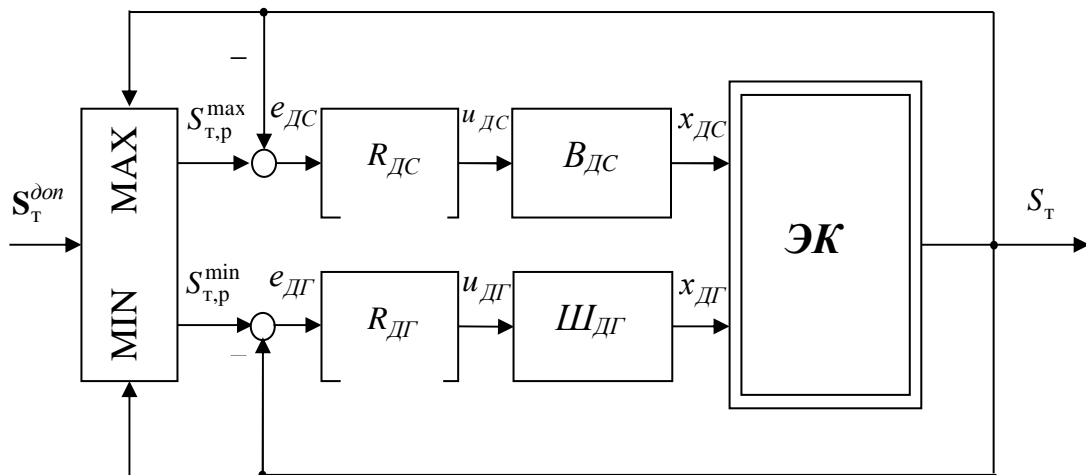 −
S_т,р^max e_ДС u_ДС x_ДС
MAX R_ДС В_ДС
S_т^доп ЭК S_т
S_т,р^min e_ДГ u_ДГ x_ДГ
MIN R_ДГ Ш_ДГ
−